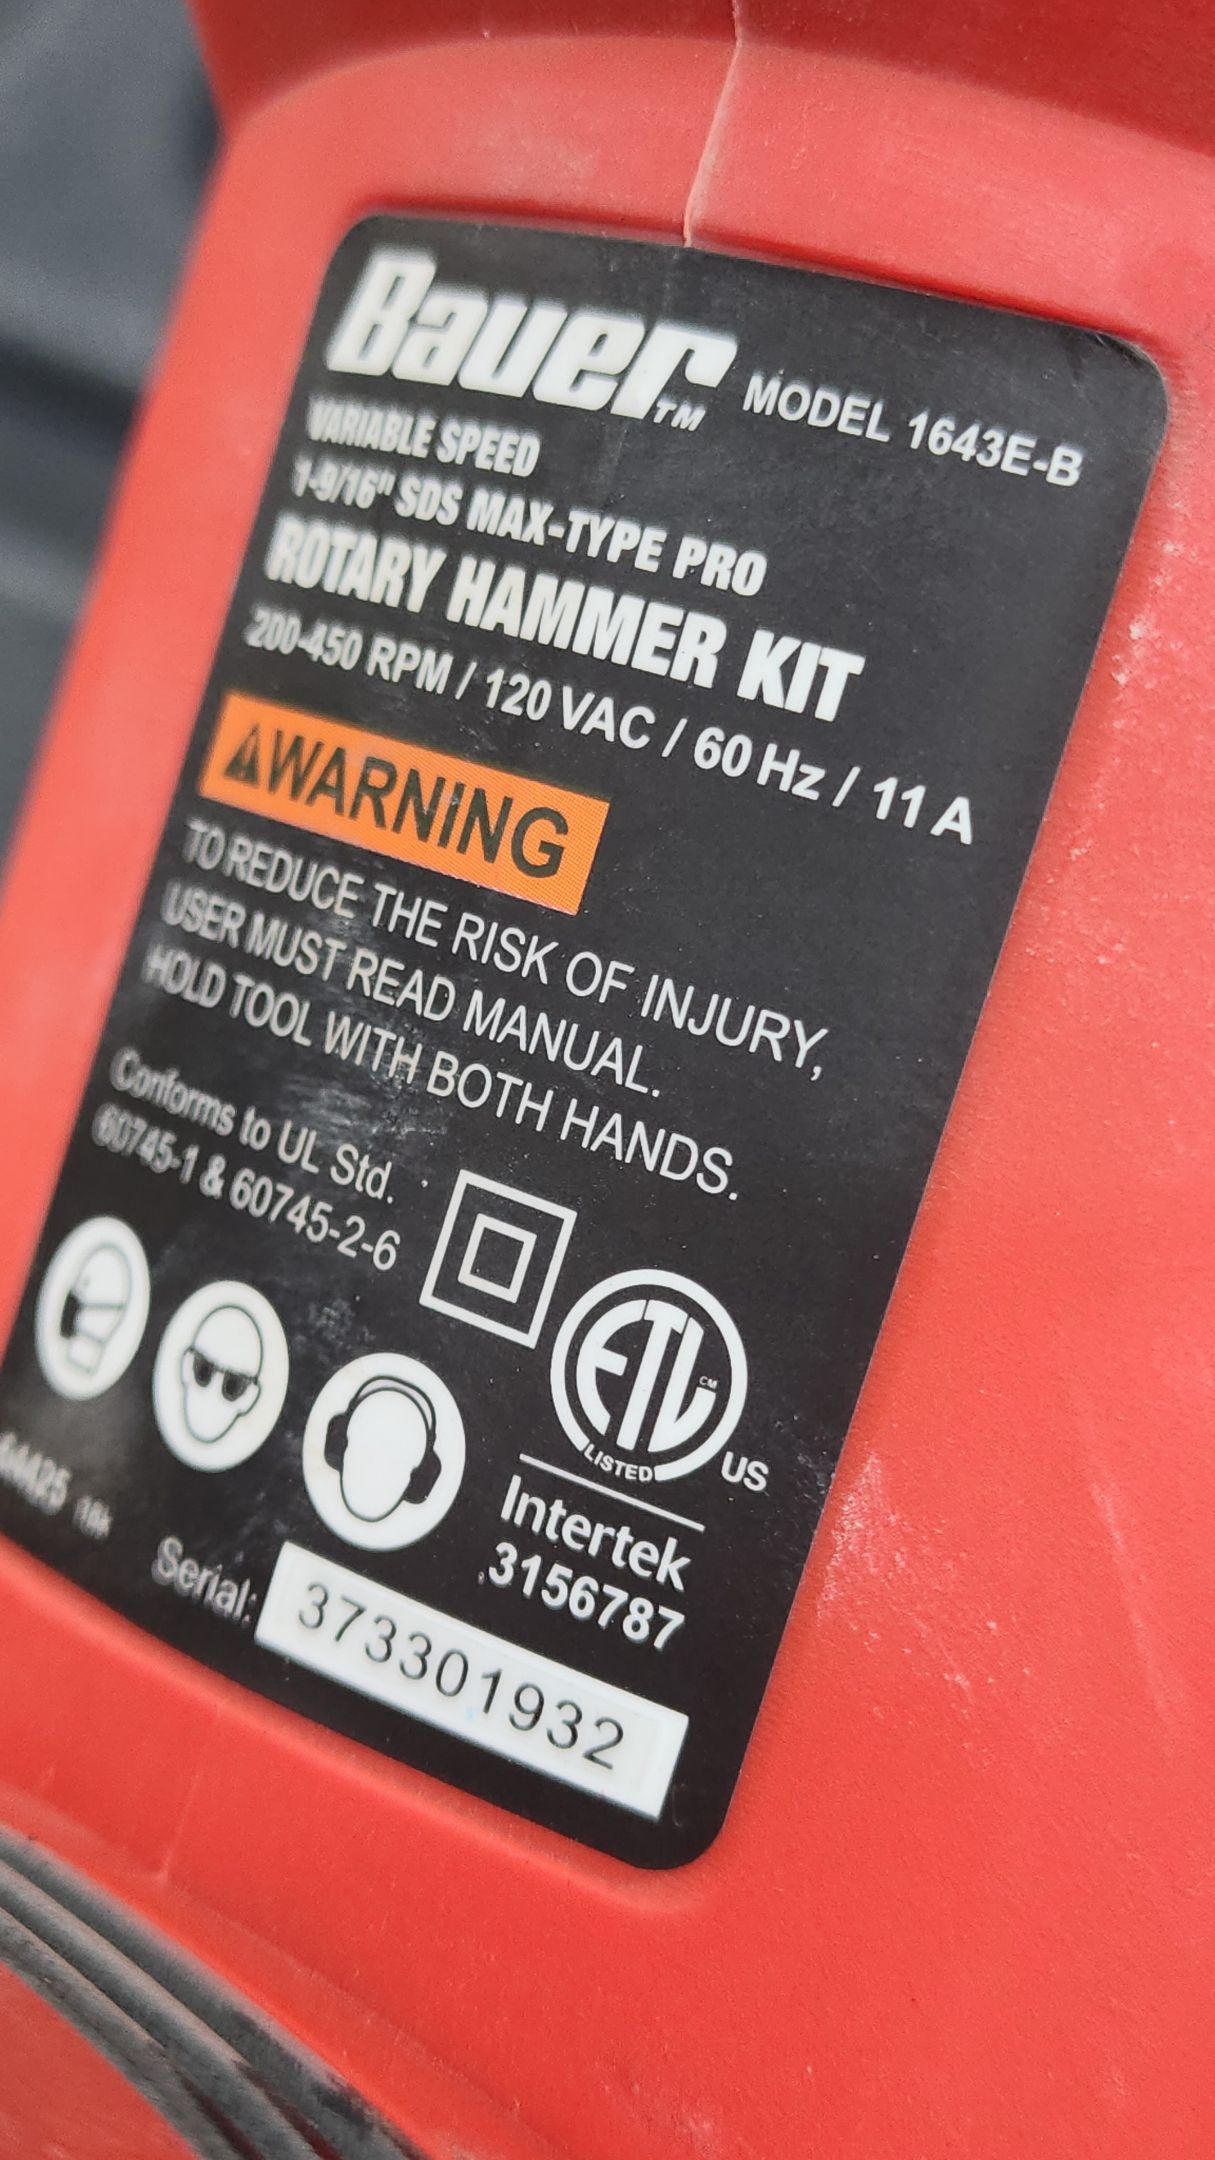 Bauer™ MODEL 1643E-B
VARIABLE SPEED
1-9/16" SDS MAX-TYPE PRO
ROTARY HAMMER KIT
200-450 RPM / 120 VAC / 60 Hz / 11 A
WARNING
TO REDUCE THE RISK OF INJURY,
USER MUST READ MANUAL.
HOLD TOOL WITH BOTH HANDS.
Conforms to UL Std.
60745-1 & 60745-2-6
ETL CM
LISTED US
Intertek
3156787
Serial: 373301932